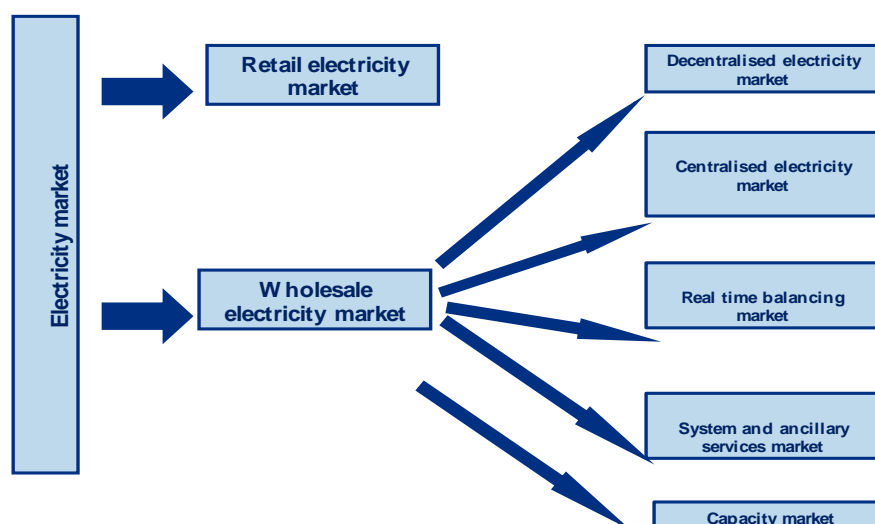 Electricity market
Retail electricity
market
Wholesale
electricity market
Decentralised electricity
market
Centralised electricity
market
Real time balancing
market
System and ancillary
services market
Capacity market